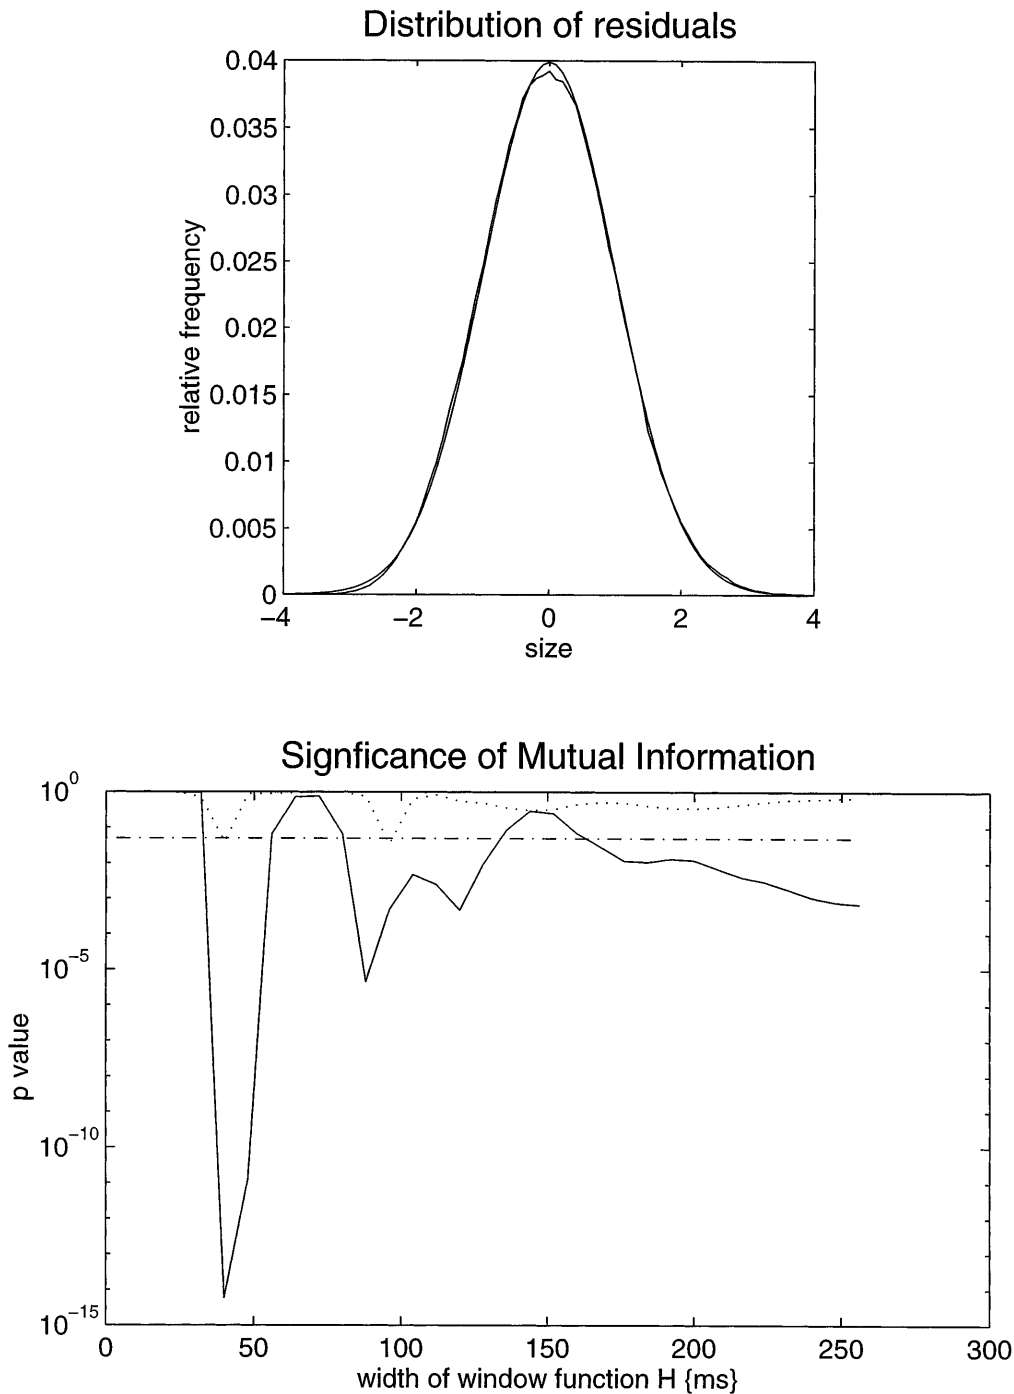 Distribution of residuals
0.04
0.035
0.03
0.025
0.02
0.015
0.01
0.005
0
relative frequency
−4 −2 0 2 4
size
Signficance of Mutual Information
10^0
10^−5
10^−10
10^−15
p value
0 50 100 150 200 250 300
width of window function H {ms}